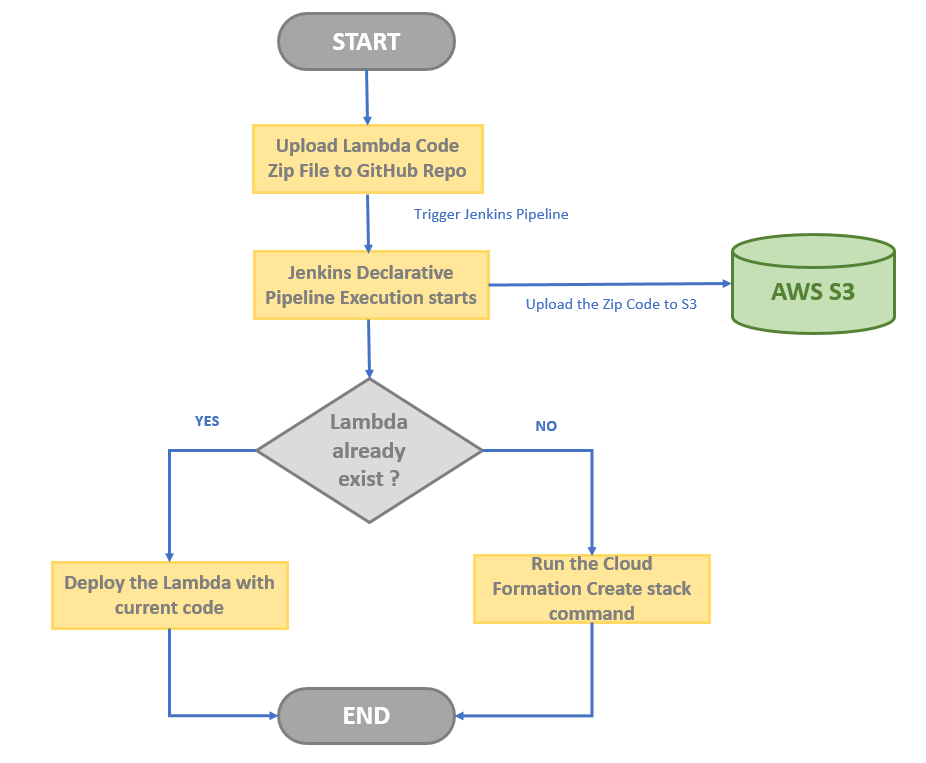 START
Upload Lambda Code
Zip File to GitHub Repo
Trigger Jenkins Pipeline
Jenkins Declarative
Pipeline Execution starts
Upload the Zip Code to S3
AWS S3
Lambda
already
exist ?
YES
NO
Deploy the Lambda with
current code
Run the Cloud
Formation Create stack
command
END